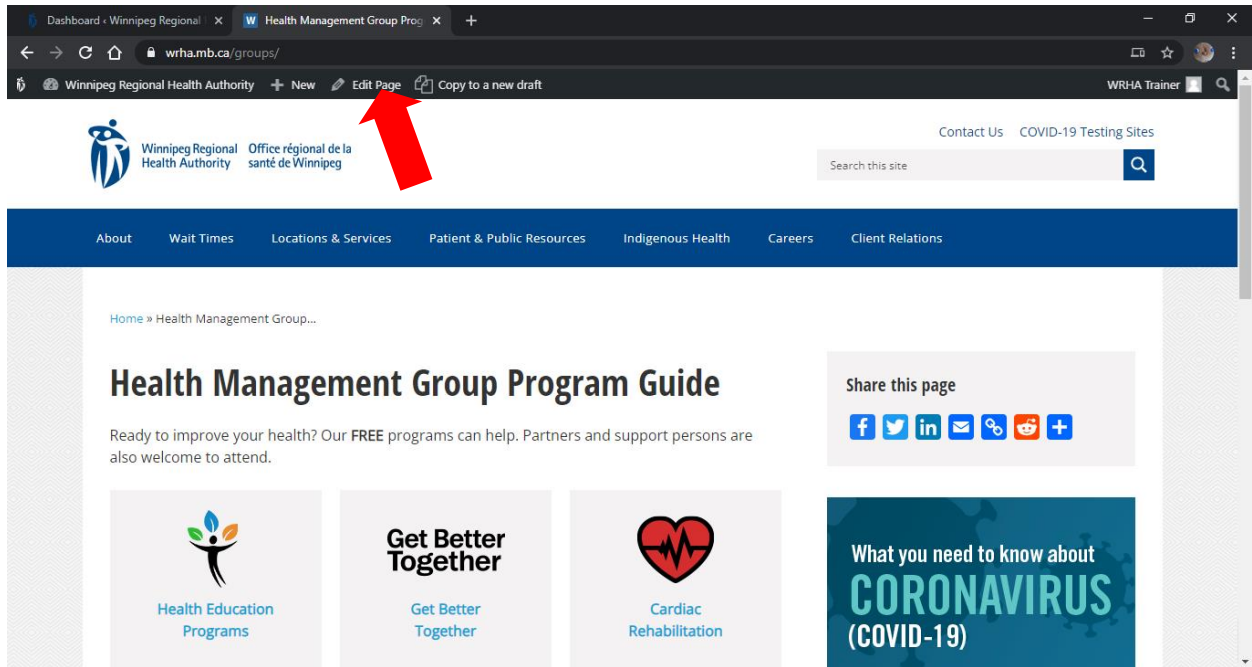 Dashboard ‹ Winnipeg Regional
Health Management Group Prog
wrha.mb.ca/groups/
Winnipeg Regional Health Authority
New
Edit Page
Copy to a new draft
WRHA Trainer
Winnipeg Regional
Health Authority
Office régional de la
santé de Winnipeg
Contact Us
COVID-19 Testing Sites
Search this site
About
Wait Times
Locations & Services
Patient & Public Resources
Indigenous Health
Careers
Client Relations
Home » Health Management Group...
Health Management Group Program Guide
Ready to improve your health? Our FREE programs can help. Partners and support persons are
also welcome to attend.
Health Education
Programs
Get Better
Together
Get Better
Together
Cardiac
Rehabilitation
Share this page
What you need to know about
CORONAVIRUS
(COVID-19)